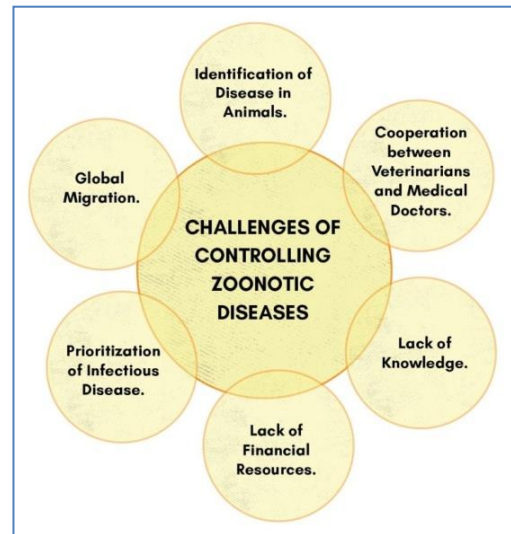 Identification of
Disease in
Animals.
Cooperation
between
Veterinarians
and Medical
Doctors.
Global
Migration.
CHALLENGES OF
CONTROLLING
ZOONOTIC
DISEASES
Prioritization
of Infectious
Disease.
Lack of
Knowledge.
Lack of
Financial
Resources.